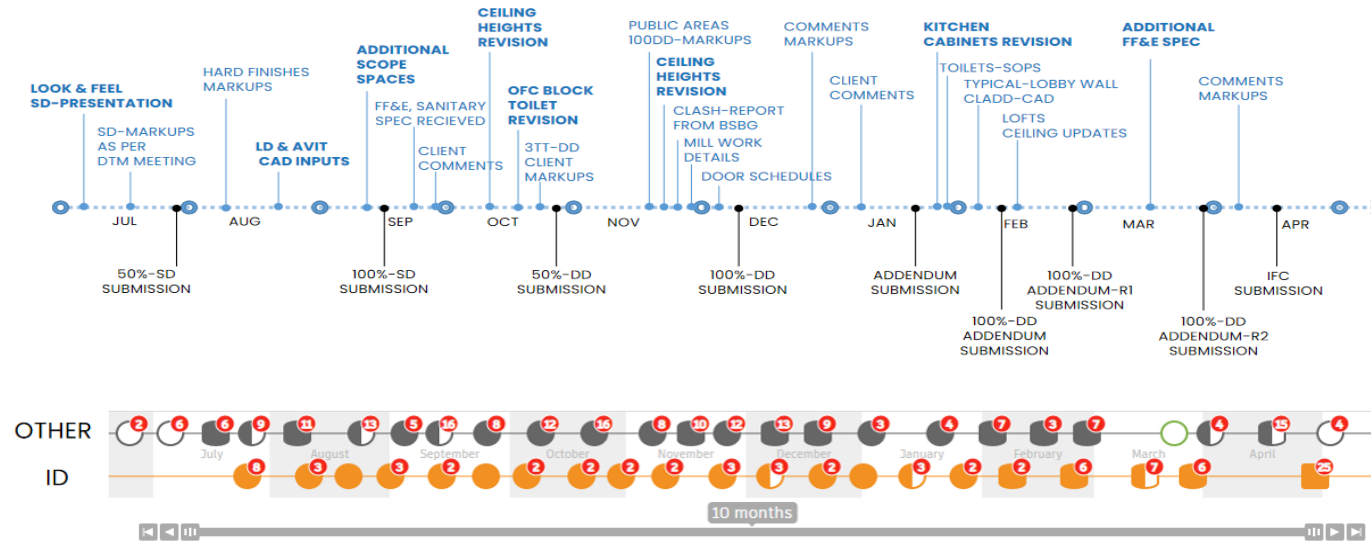 CEILING
HEIGHTS
REVISION
LOOK & FEEL
SD-PRESENTATION
SD-MARKUPS
AS PER
DTM MEETING
HARD FINISHES
MARKUPS
LD & AVIT
CAD INPUTS
ADDITIONAL
SCOPE
SPACES
FF&E, SANITARY
SPEC RECIEVED
CLIENT
COMMENTS
OFC BLOCK
TOILET
REVISION
3TT-DD
CLIENT
MARKUPS
PUBLIC AREAS
100DD-MARKUPS
CEILING
HEIGHTS
REVISION
CLASH-REPORT
FROM BSBG
MILL WORK
DETAILS
DOOR SCHEDULES
COMMENTS
MARKUPS
CLIENT
COMMENTS
KITCHEN
CABINETS REVISION
TOILETS-SOPS
TYPICAL-LOBBY WALL
CLADD-CAD
LOFTS
CEILING UPDATES
ADDITIONAL
FF&E SPEC
COMMENTS
MARKUPS
JUL AUG SEP OCT NOV DEC JAN FEB MAR APR
50%-SD
SUBMISSION
100%-SD
SUBMISSION
50%-DD
SUBMISSION
100%-DD
SUBMISSION
ADDENDUM
SUBMISSION
100%-DD
ADDENDUM
SUBMISSION
100%-DD
ADDENDUM-R1
SUBMISSION
100%-DD
ADDENDUM-R2
SUBMISSION
IFC
SUBMISSION
OTHER 2 6 6 9 11 13 5 16 8 12 16 8 10 12 13 9 3 4 7 3 7 4 15 4
July August September October November December January February March April
ID 8 3 3 2 2 2 2 3 3 2 3 2 2 6 7 6 25
10 months